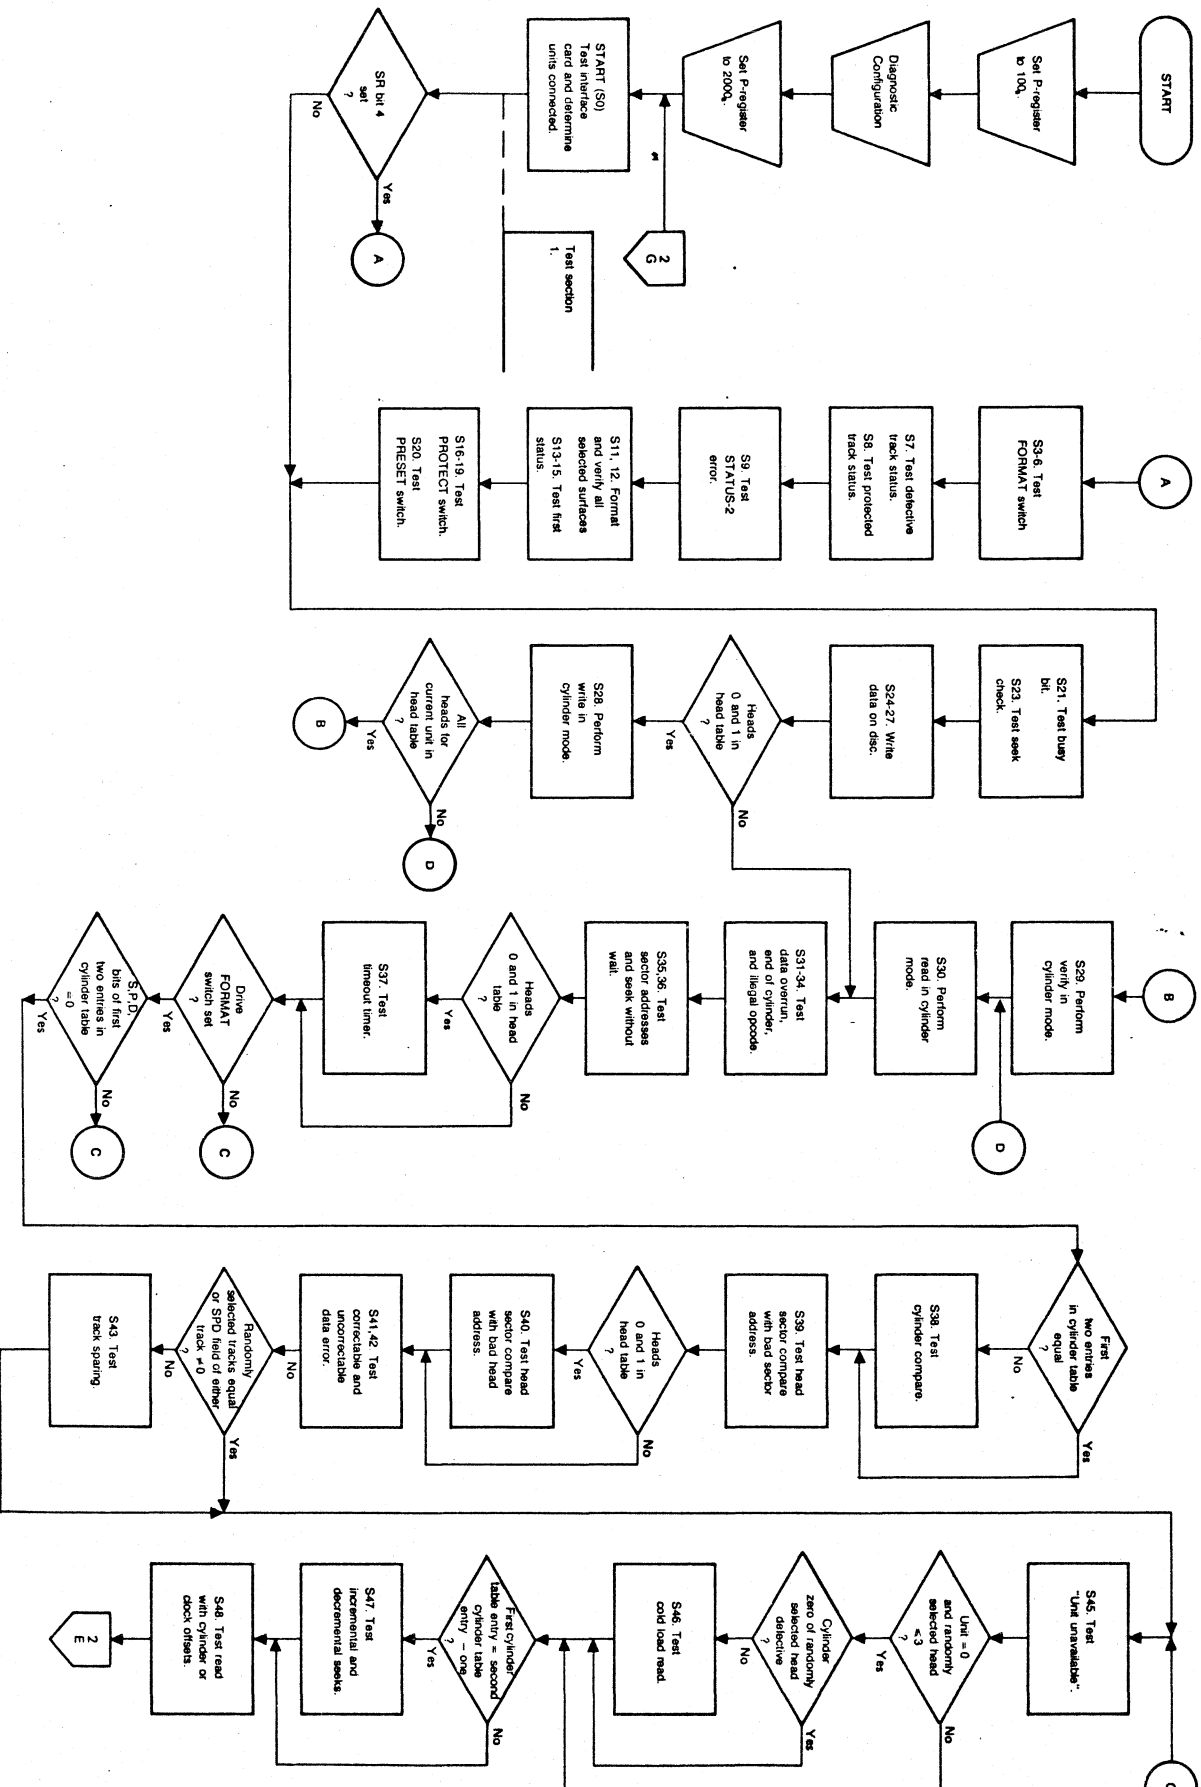 START
Set P-register
to 100₈.
Diagnostic
Configuration
Set P-register
to 2000₈.
2
G
START (S0)
Test interface
card and determine
units connected.
Test section
1.
SR bit 4
set
?
Yes
No
A
A
S3-6. Test
FORMAT switch
S7. Test defective
track status.
S8. Test protected
track status.
S9. Test
STATUS-2
error.
S11, 12. Format
and verify all
selected surfaces
S13-15. Test first
status.
S16-19. Test
PROTECT switch.
S20. Test
PRESET switch.
S21. Test busy
bit.
S23. Test seek
check.
S24-27. Write
data on disc.
Heads
0 and 1 in
head table
?
No
Yes
S28. Perform
write in
cylinder mode.
All
heads for
current unit in
head table
?
No
D
Yes
B
B
S29. Perform
verify in
cylinder mode.
D
S30. Perform
read in cylinder
mode.
S31-34. Test
data overrun,
end of cylinder,
and illegal opcode.
S35,36. Test
sector addresses
and seek without
wait.
Heads
0 and 1 in head
table
?
No
Yes
S37. Test
timeout timer.
Drive
FORMAT
switch set
?
No
C
Yes
S,P,D,
bits of first
two entries in
cylinder table
= 0
?
No
C
Yes
First
two entries
in cylinder table
equal
?
Yes
No
S38. Test
cylinder compare.
S39. Test head
sector compare
with bad sector
address.
Heads
0 and 1 in
head table
?
No
Yes
S40. Test head
sector compare
with bad head
address.
S41,42. Test
correctable and
uncorrectable
data error.
Randomly
selected tracks equal
or SPD field of either
track ≠ 0
?
Yes
No
No
S43. Test
track sparing.
S45. Test
"Unit unavailable".
Unit = 0
and randomly
selected head
≤ 3
?
No
Yes
Cylinder
zero of randomly
selected head
defective
?
Yes
No
S46. Test
cold load read.
First cylinder
table entry = second
cylinder table
entry – one
?
No
Yes
S47. Test
incremental and
decremental seeks.
S48. Test read
with cylinder or
clock offsets.
2
E